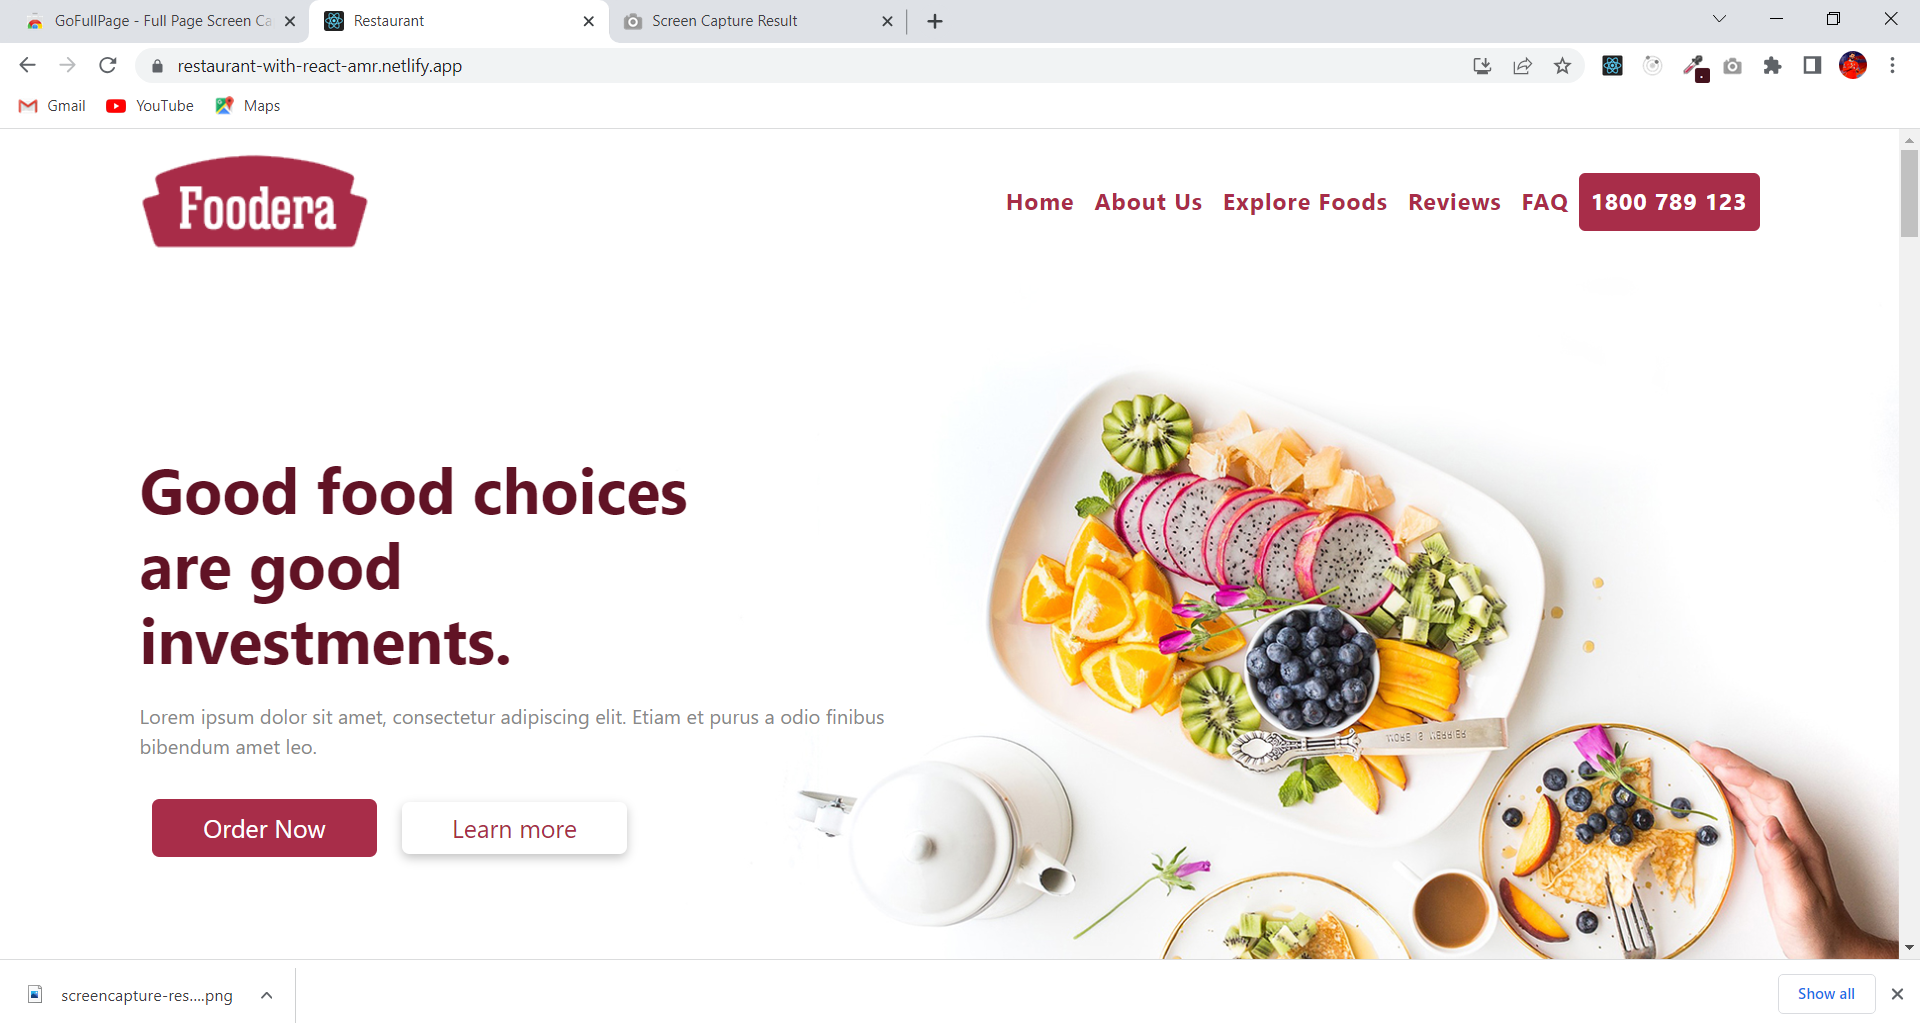 GoFullPage - Full Page Screen Ca
Restaurant
Screen Capture Result
restaurant-with-react-amr.netlify.app
Gmail
YouTube
Maps
Foodera
Home
About Us
Explore Foods
Reviews
FAQ
1800 789 123
Good food choices
are good
investments.
Lorem ipsum dolor sit amet, consectetur adipiscing elit. Etiam et purus a odio finibus
bibendum amet leo.
Order Now
Learn more
MORE IS MERRIER
screencapture-res....png
Show all